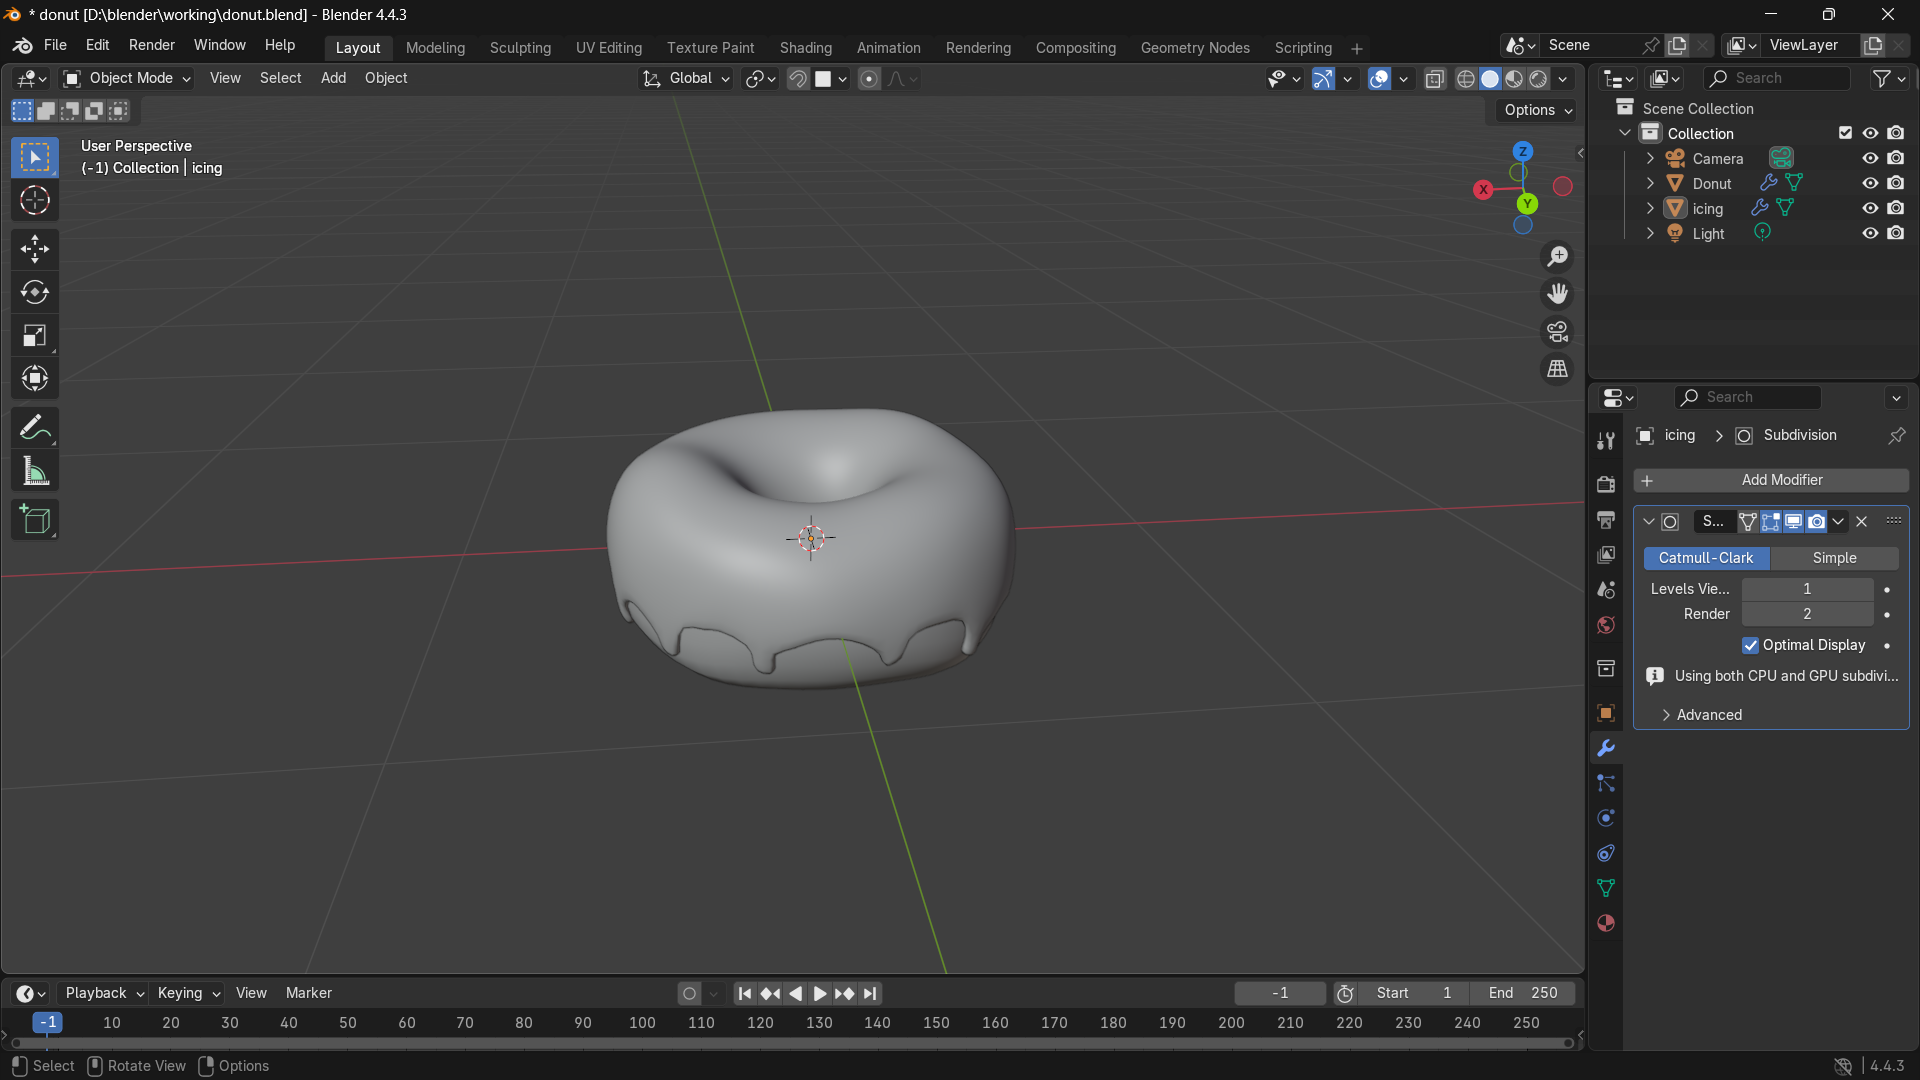 * donut [D:\blender\working\donut.blend] - Blender 4.4.3
File Edit Render Window Help Layout Modeling Sculpting UV Editing Texture Paint Shading Animation Rendering Compositing Geometry Nodes Scripting Scene ViewLayer
Object Mode View Select Add Object Global
Options
User Perspective
(-1) Collection | icing
Z
X
Y
Search
Scene Collection
Collection
Camera
Donut
icing
Light
Search
icing > Subdivision
Add Modifier
S...
Catmull-Clark Simple
Levels Vie... 1
Render 2
Optimal Display
Using both CPU and GPU subdivi...
Advanced
Playback Keying View Marker -1 Start 1 End 250
-1 10 20 30 40 50 60 70 80 90 100 110 120 130 140 150 160 170 180 190 200 210 220 230 240 250
Select Rotate View Options 4.4.3